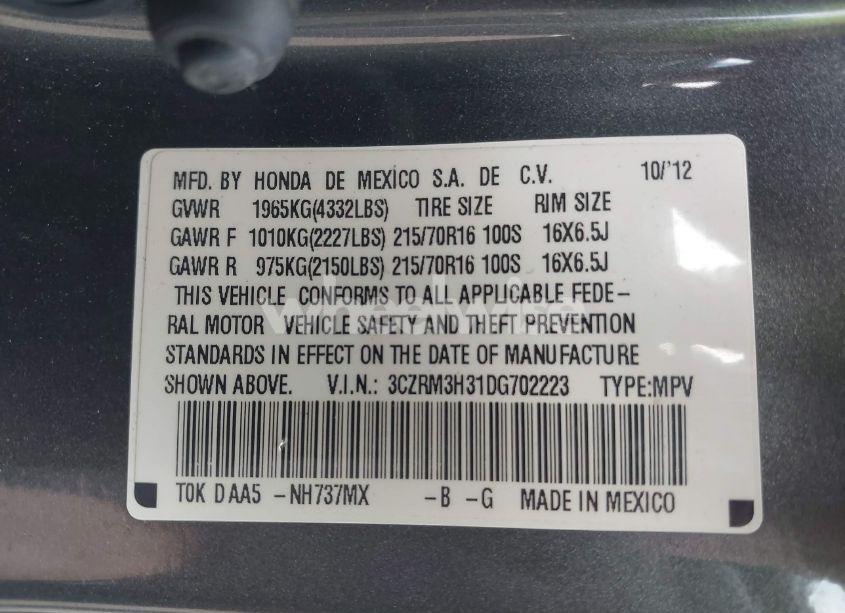 MFD. BY HONDA DE MEXICO S.A. DE C.V. 10/'12
GVWR 1965KG(4332LBS) TIRE SIZE RIM SIZE
GAWR F 1010KG(2227LBS) 215/70R16 100S 16X6.5J
GAWR R 975KG(2150LBS) 215/70R16 100S 16X6.5J
THIS VEHICLE CONFORMS TO ALL APPLICABLE FEDE-
RAL MOTOR VEHICLE SAFETY AND THEFT PREVENTION
STANDARDS IN EFFECT ON THE DATE OF MANUFACTURE
SHOWN ABOVE. V.I.N.: 3CZRM3H31DG702223 TYPE:MPV
T0K D AA5 -NH737MX -B -G MADE IN MEXICO